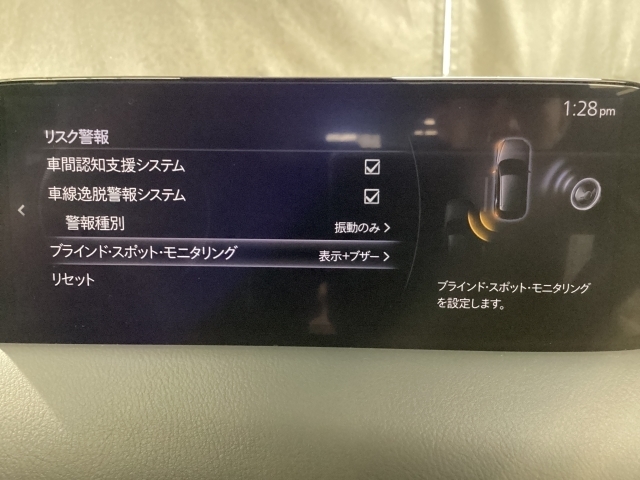 1:28pm
リスク警報
車間認知支援システム
車線逸脱警報システム
警報種別 振動のみ
ブラインド・スポット・モニタリング 表示+ブザー
リセット
ブラインド・スポット・モニタリング
を設定します。